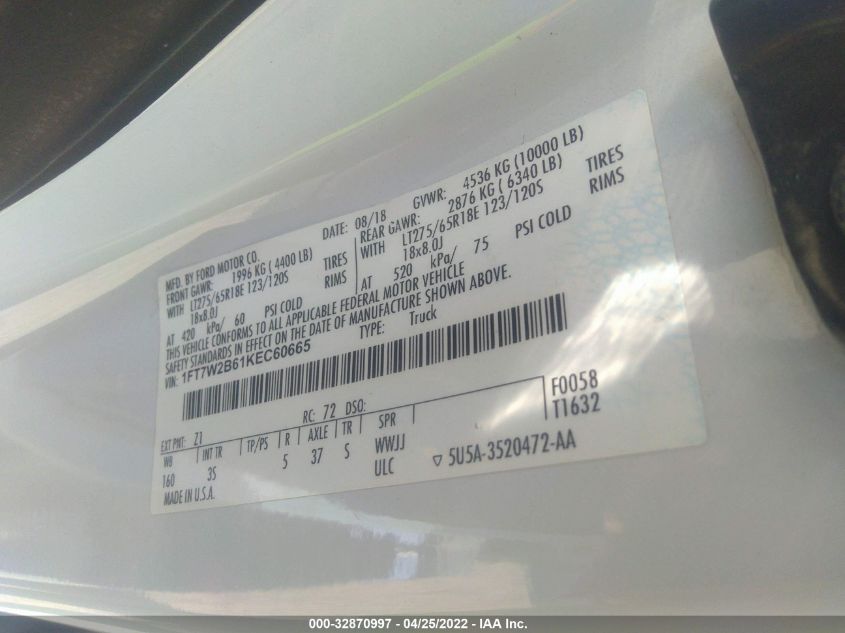 MFD. BY FORD MOTOR CO.
DATE: 08/18 GVWR: 4536 KG (10000 LB)
FRONT GAWR: 1996 KG ( 4400 LB)
REAR GAWR: 2876 KG ( 6340 LB)
WITH LT275/65R18E 123/120S TIRES
WITH LT275/65R18E 123/120S TIRES
18x8.0J RIMS
18x8.0J RIMS
AT 420 kPa/ 60 PSI COLD
AT 520 kPa/ 75 PSI COLD
THIS VEHICLE CONFORMS TO ALL APPLICABLE FEDERAL MOTOR VEHICLE
SAFETY STANDARDS IN EFFECT ON THE DATE OF MANUFACTURE SHOWN ABOVE.
VIN: 1FT7W2B61KEC60665 TYPE: Truck
F0058
T1632
EXT PNT: Z1 RC: 72 DSO:
WB INT TR TP/PS R AXLE TR SPR
160 35 5 37 S WWJJ
ULC
MADE IN U.S.A.
▽ 5U5A-3520472-AA
000-32870997 - 04/25/2022 - IAA Inc.